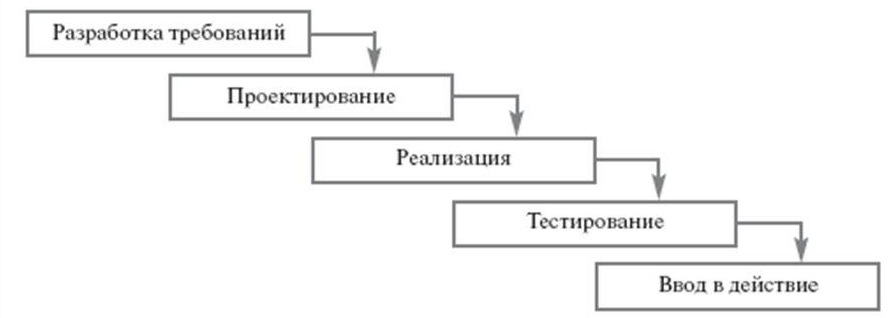 Разработка требований
Проектирование
Реализация
Тестирование
Ввод в действие